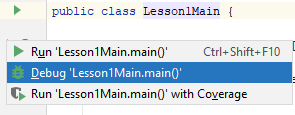 public class Lesson1Main {
Run 'Lesson1Main.main()' Ctrl+Shift+F10
Debug 'Lesson1Main.main()'
Run 'Lesson1Main.main()' with Coverage